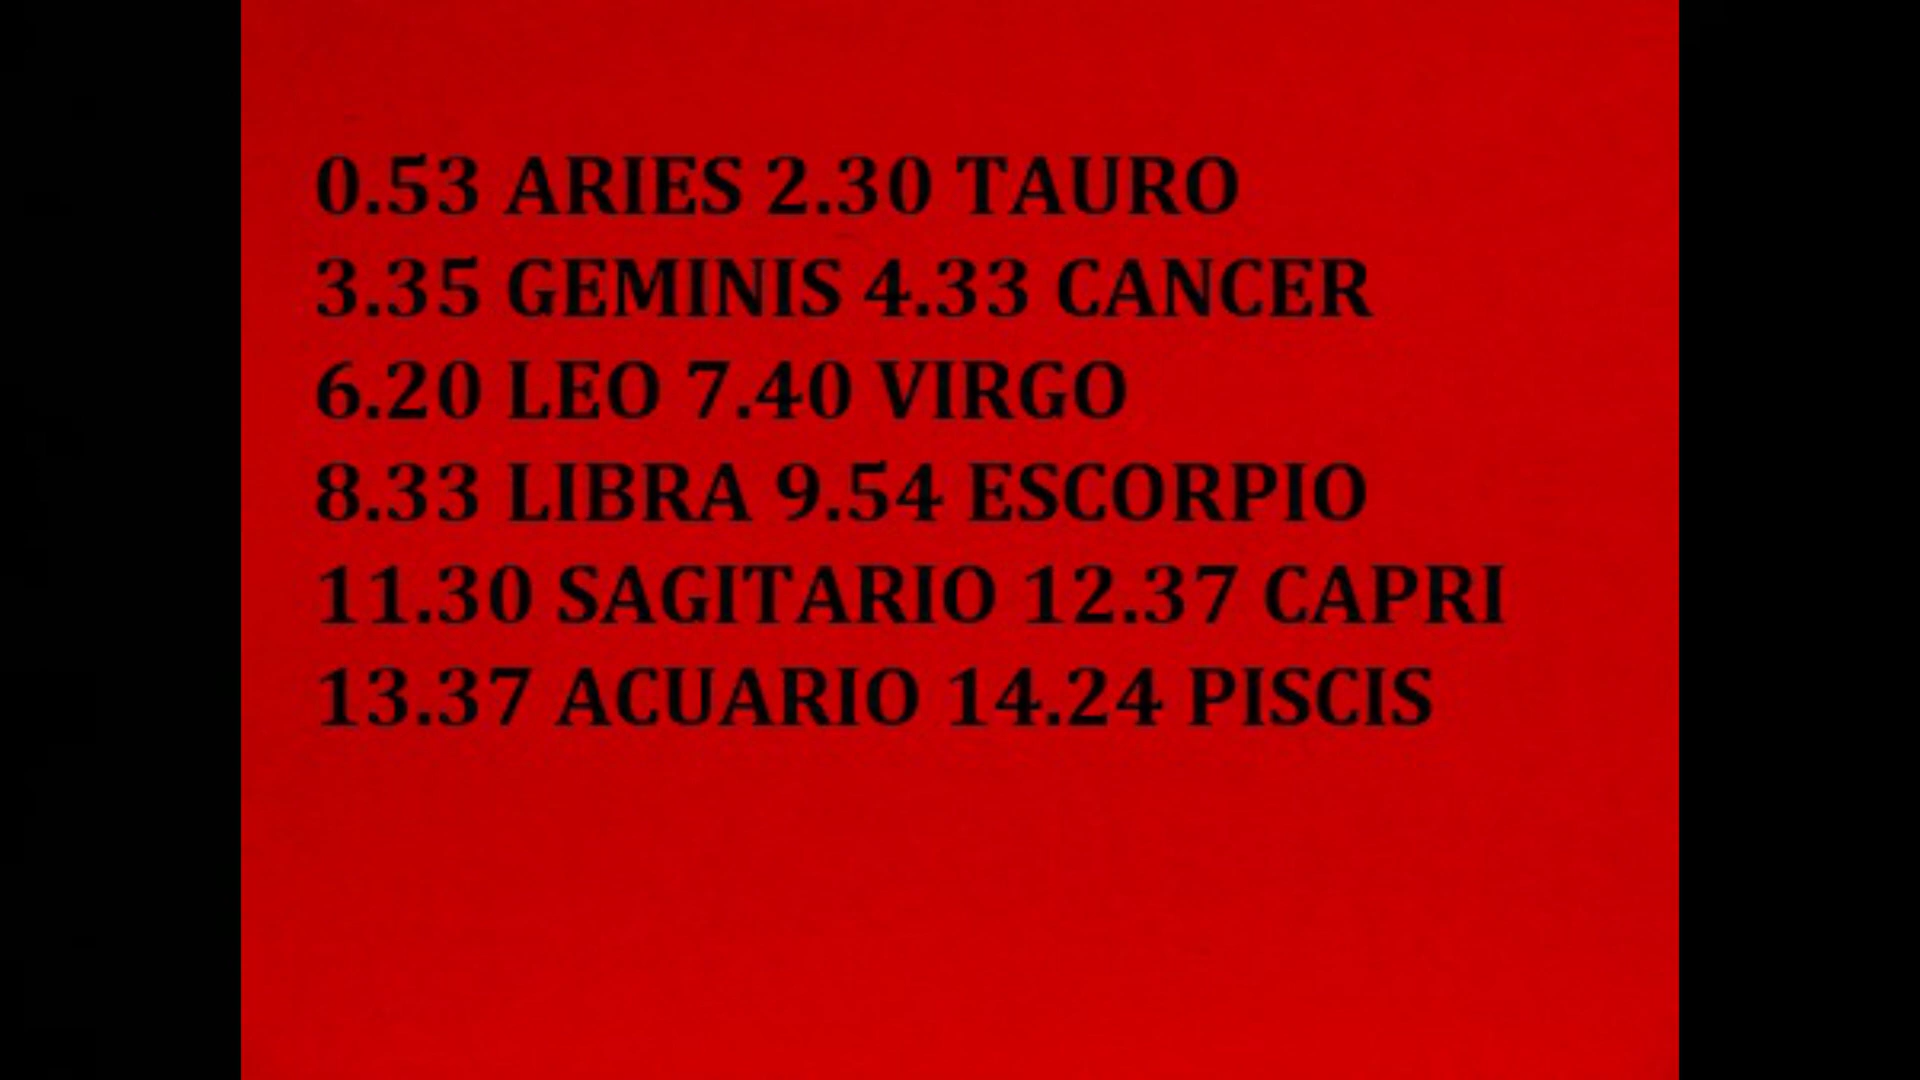 0.53 ARIES 2.30 TAURO
3.35 GEMINIS 4.33 CANCER
6.20 LEO 7.40 VIRGO
8.33 LIBRA 9.54 ESCORPIO
11.30 SAGITARIO 12.37 CAPRI
13.37 ACUARIO 14.24 PISCIS